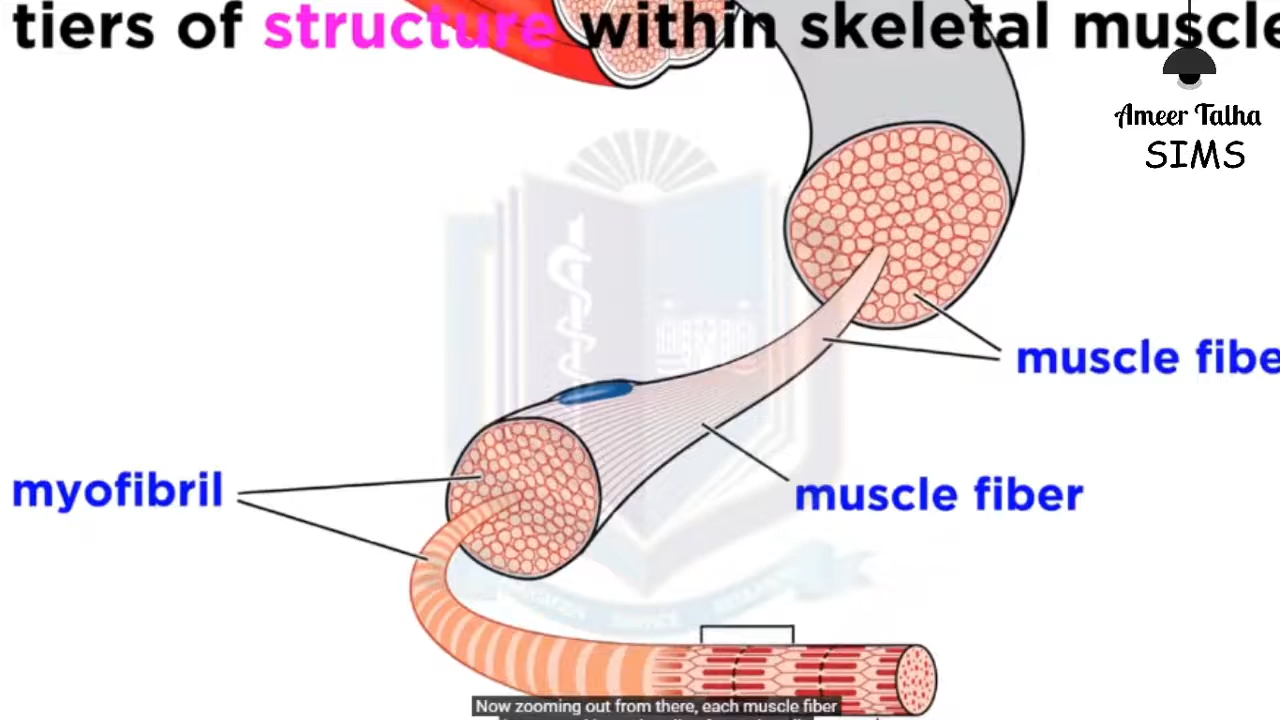 tiers of structure within skeletal muscle
Ameer Talha
SIMS
muscle fibe
myofibril
muscle fiber
Now zooming out from there, each muscle fiber